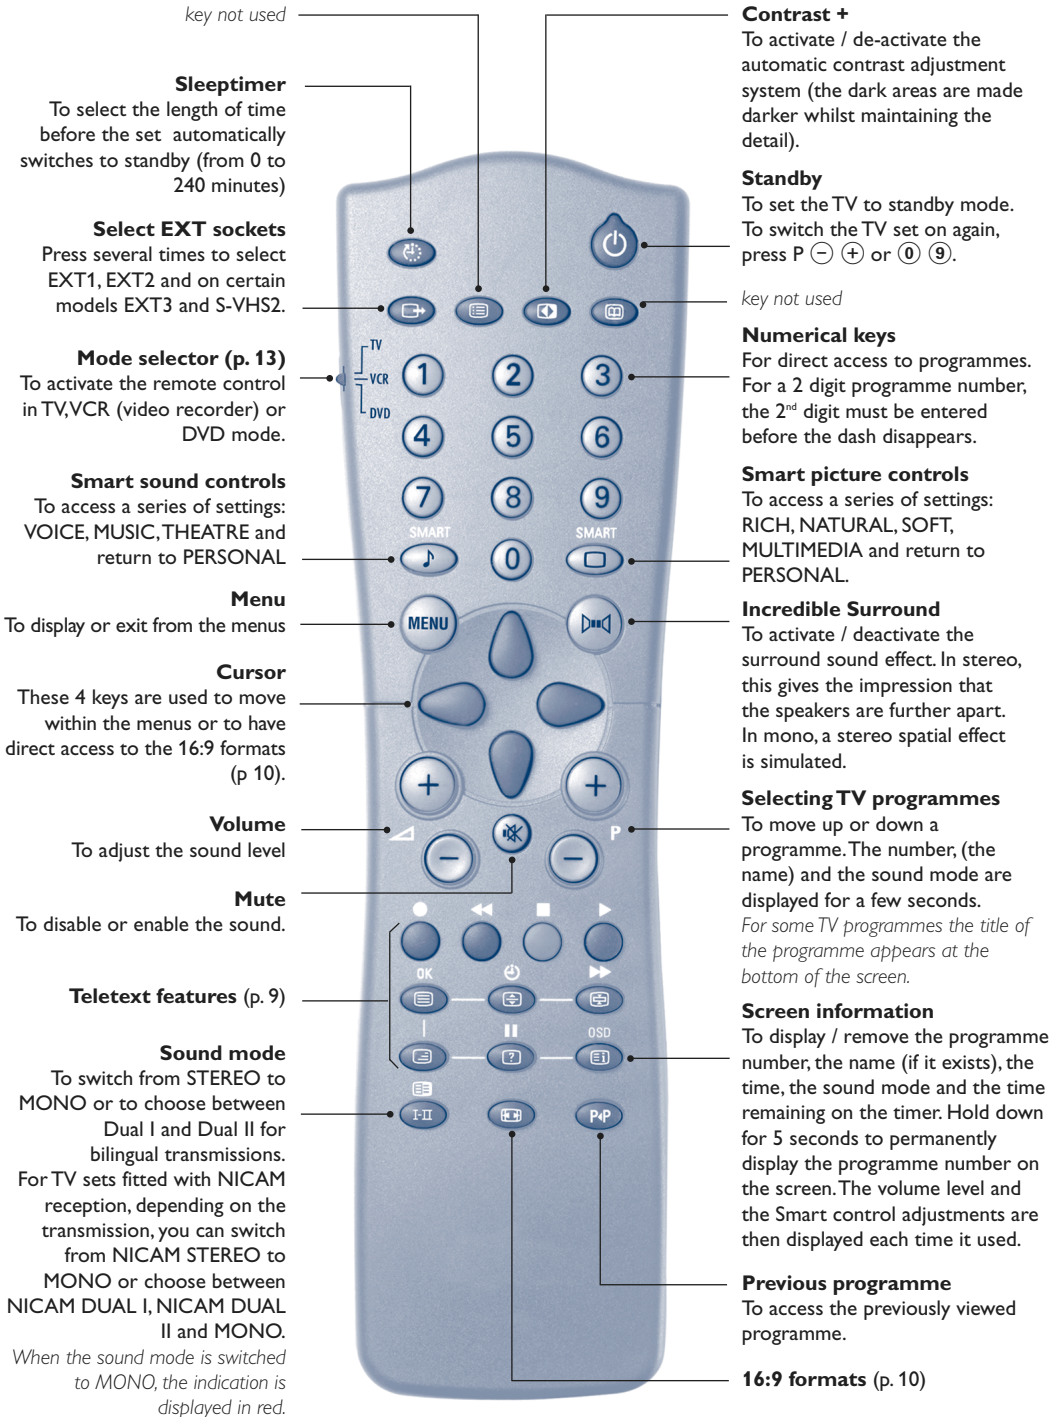 key not used
Sleeptimer
To select the length of time
before the set automatically
switches to standby (from 0 to
240 minutes)
Select EXT sockets
Press several times to select
EXT1, EXT2 and on certain
models EXT3 and S-VHS2.
Mode selector (p. 13)
To activate the remote control
in TV, VCR (video recorder) or
DVD mode.
Smart sound controls
To access a series of settings:
VOICE, MUSIC, THEATRE and
return to PERSONAL
Menu
To display or exit from the menus
Cursor
These 4 keys are used to move
within the menus or to have
direct access to the 16:9 formats
(p 10).
Volume
To adjust the sound level
Mute
To disable or enable the sound.
Teletext features (p. 9)
Sound mode
To switch from STEREO to
MONO or to choose between
Dual I and Dual II for
bilingual transmissions.
For TV sets fitted with NICAM
reception, depending on the
transmission, you can switch
from NICAM STEREO to
MONO or choose between
NICAM DUAL I, NICAM DUAL
II and MONO.
When the sound mode is switched
to MONO, the indication is
displayed in red.
TV
VCR
DVD
1 2 3
4 5 6
7 8 9
SMART SMART
0
MENU
+ +
P
− −
OK
OSD
?
i
I-II
P P
Contrast +
To activate / de-activate the
automatic contrast adjustment
system (the dark areas are made
darker whilst maintaining the
detail).
Standby
To set the TV to standby mode.
To switch the TV set on again,
press P − + or 0 9.
key not used
Numerical keys
For direct access to programmes.
For a 2 digit programme number,
the 2nd digit must be entered
before the dash disappears.
Smart picture controls
To access a series of settings:
RICH, NATURAL, SOFT,
MULTIMEDIA and return to
PERSONAL.
Incredible Surround
To activate / deactivate the
surround sound effect. In stereo,
this gives the impression that
the speakers are further apart.
In mono, a stereo spatial effect
is simulated.
Selecting TV programmes
To move up or down a
programme. The number, (the
name) and the sound mode are
displayed for a few seconds.
For some TV programmes the title of
the programme appears at the
bottom of the screen.
Screen information
To display / remove the programme
number, the name (if it exists), the
time, the sound mode and the time
remaining on the timer. Hold down
for 5 seconds to permanently
display the programme number on
the screen. The volume level and
the Smart control adjustments are
then displayed each time it used.
Previous programme
To access the previously viewed
programme.
16:9 formats (p. 10)